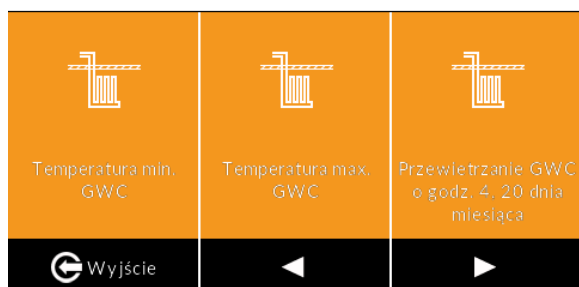 Temperatura min.
GWC
Temperatura max.
GWC
Przewietrzanie GWC
o godz. 4, 20 dnia
miesiąca
Wyjście